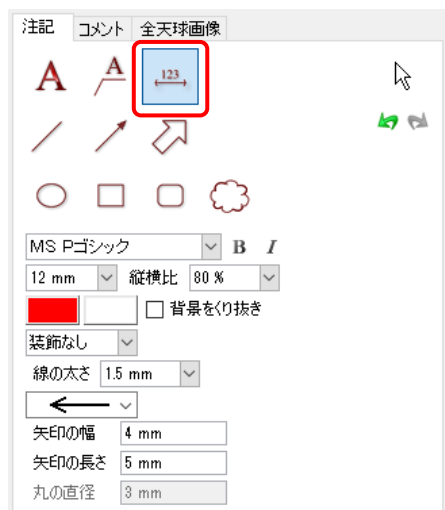 注記 コメント 全天球画像
A A 123
MS Pゴシック B I
12 mm 縦横比 80 %
背景をくり抜き
装飾なし
線の太さ 1.5 mm
矢印の幅 4 mm
矢印の長さ 5 mm
丸の直径 3 mm